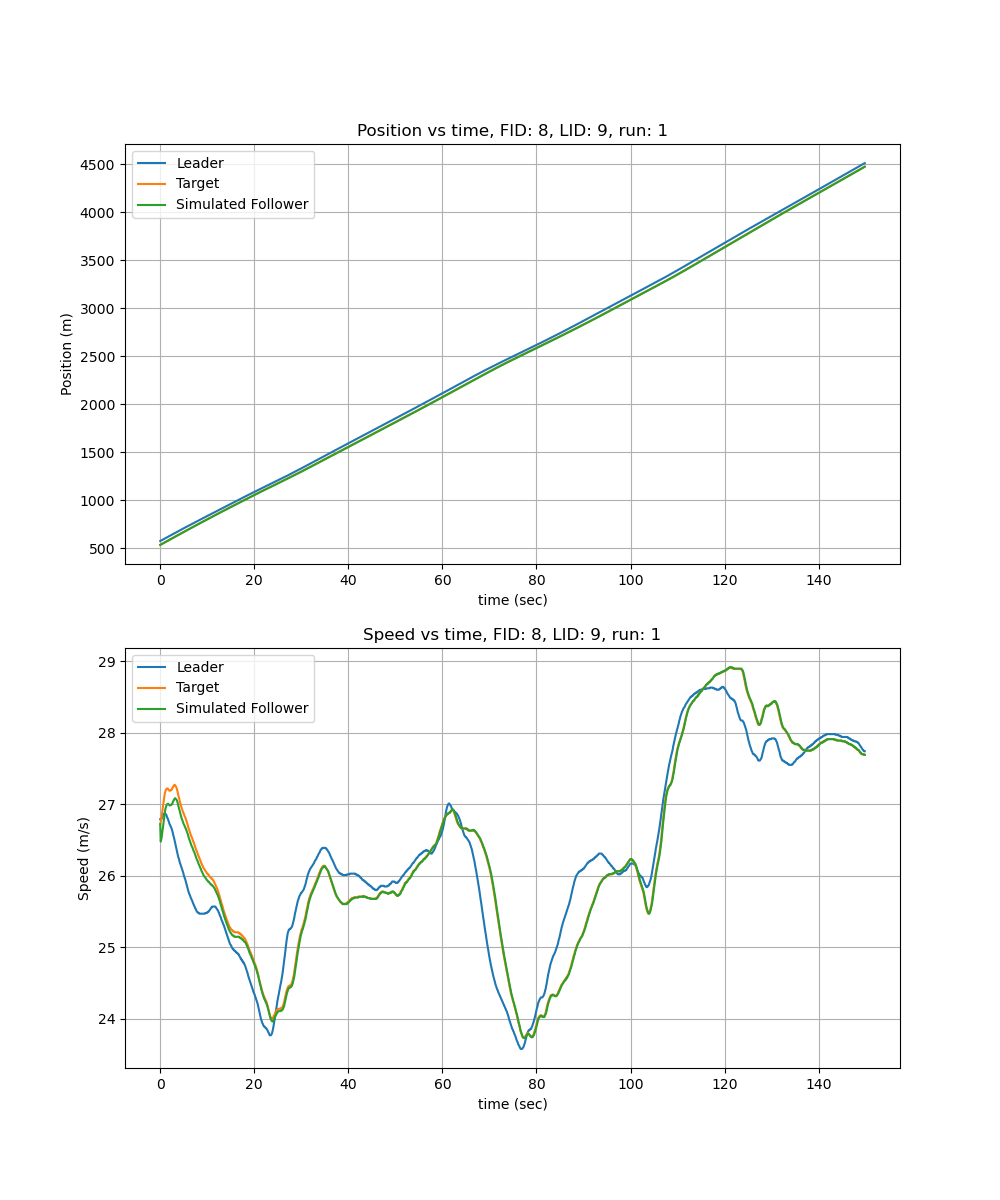 Position vs time, FID: 8, LID: 9, run: 1
Leader
Target
Simulated Follower
4500
4000
3500
3000
2500
2000
1500
1000
500
Position (m)
0 20 40 60 80 100 120 140
time (sec)
Speed vs time, FID: 8, LID: 9, run: 1
Leader
Target
Simulated Follower
29
28
27
26
25
24
Speed (m/s)
0 20 40 60 80 100 120 140
time (sec)